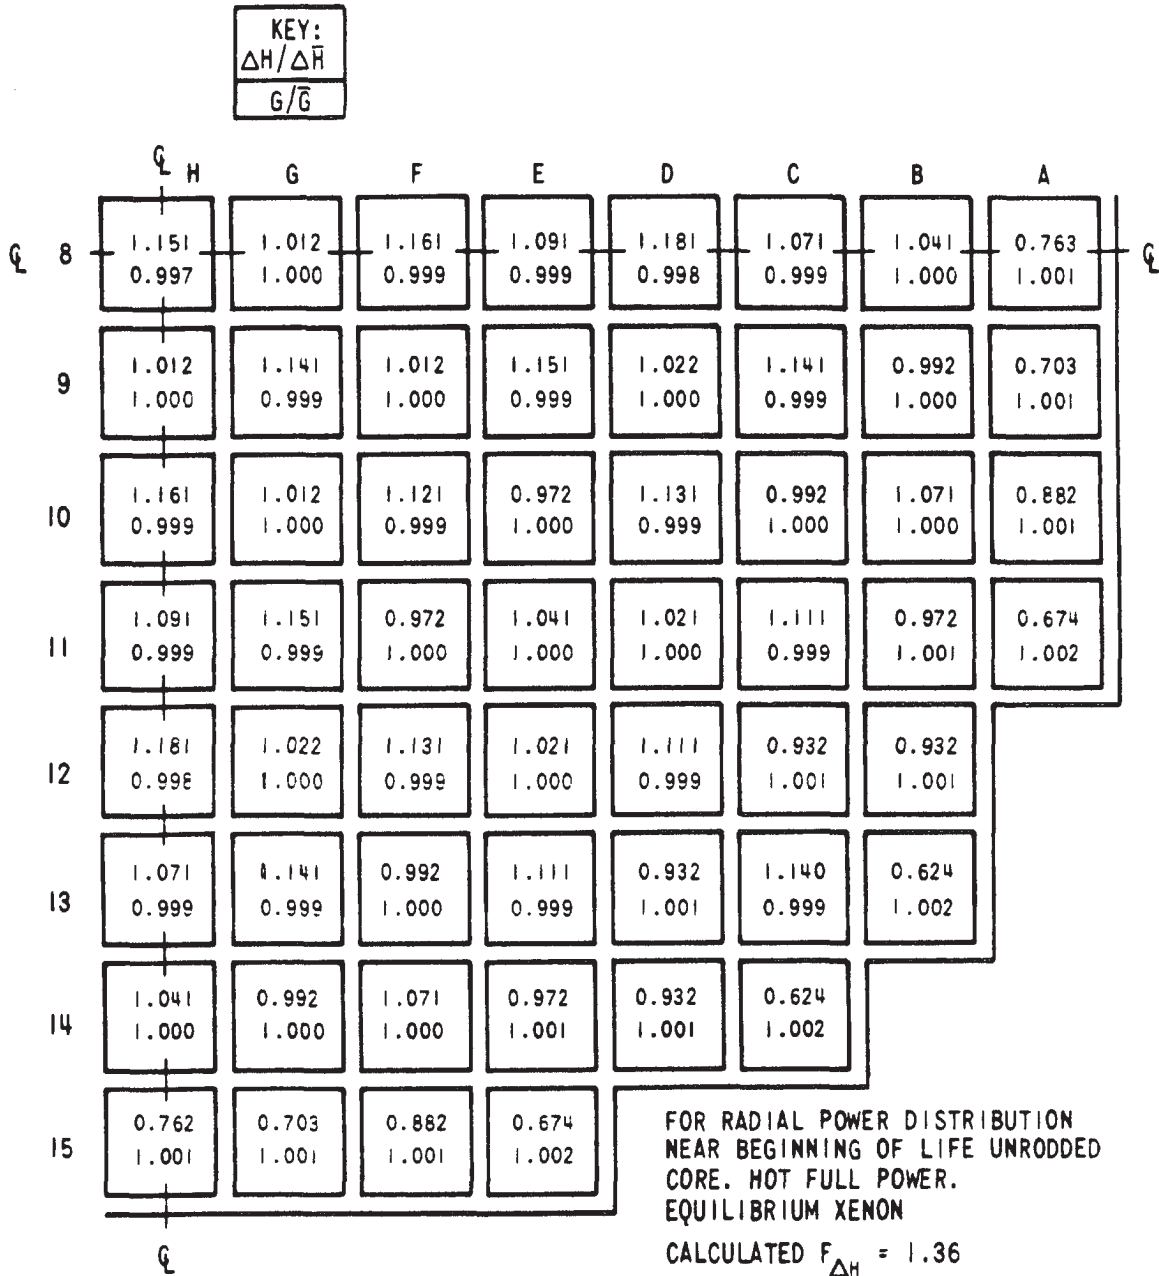 KEY:
△H/△H̅
G/G̅
℄ H G F E D C B A
℄ 8 1.151 1.012 1.161 1.091 1.181 1.071 1.041 0.763 ℄
0.997 1.000 0.999 0.999 0.998 0.999 1.000 1.001
9 1.012 1.141 1.012 1.151 1.022 1.141 0.992 0.703
1.000 0.999 1.000 0.999 1.000 0.999 1.000 1.001
10 1.161 1.012 1.121 0.972 1.131 0.992 1.071 0.882
0.999 1.000 0.999 1.000 0.999 1.000 1.000 1.001
11 1.091 1.151 0.972 1.041 1.021 1.111 0.972 0.674
0.999 0.999 1.000 1.000 1.000 0.999 1.001 1.002
12 1.181 1.022 1.131 1.021 1.111 0.932 0.932
0.998 1.000 0.999 1.000 0.999 1.001 1.001
13 1.071 1.141 0.992 1.111 0.932 1.140 0.624
0.999 0.999 1.000 0.999 1.001 0.999 1.002
14 1.041 0.992 1.071 0.972 0.932 0.624
1.000 1.000 1.000 1.001 1.001 1.002
15 0.762 0.703 0.882 0.674
1.001 1.001 1.001 1.002
℄
FOR RADIAL POWER DISTRIBUTION
NEAR BEGINNING OF LIFE UNRODDED
CORE. HOT FULL POWER.
EQUILIBRIUM XENON
CALCULATED F△H = 1.36